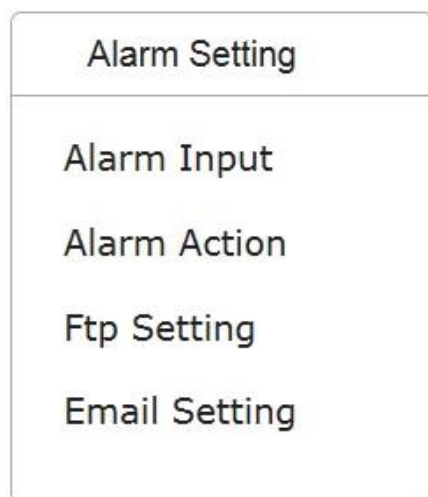 Alarm Setting
Alarm Input
Alarm Action
Ftp Setting
Email Setting